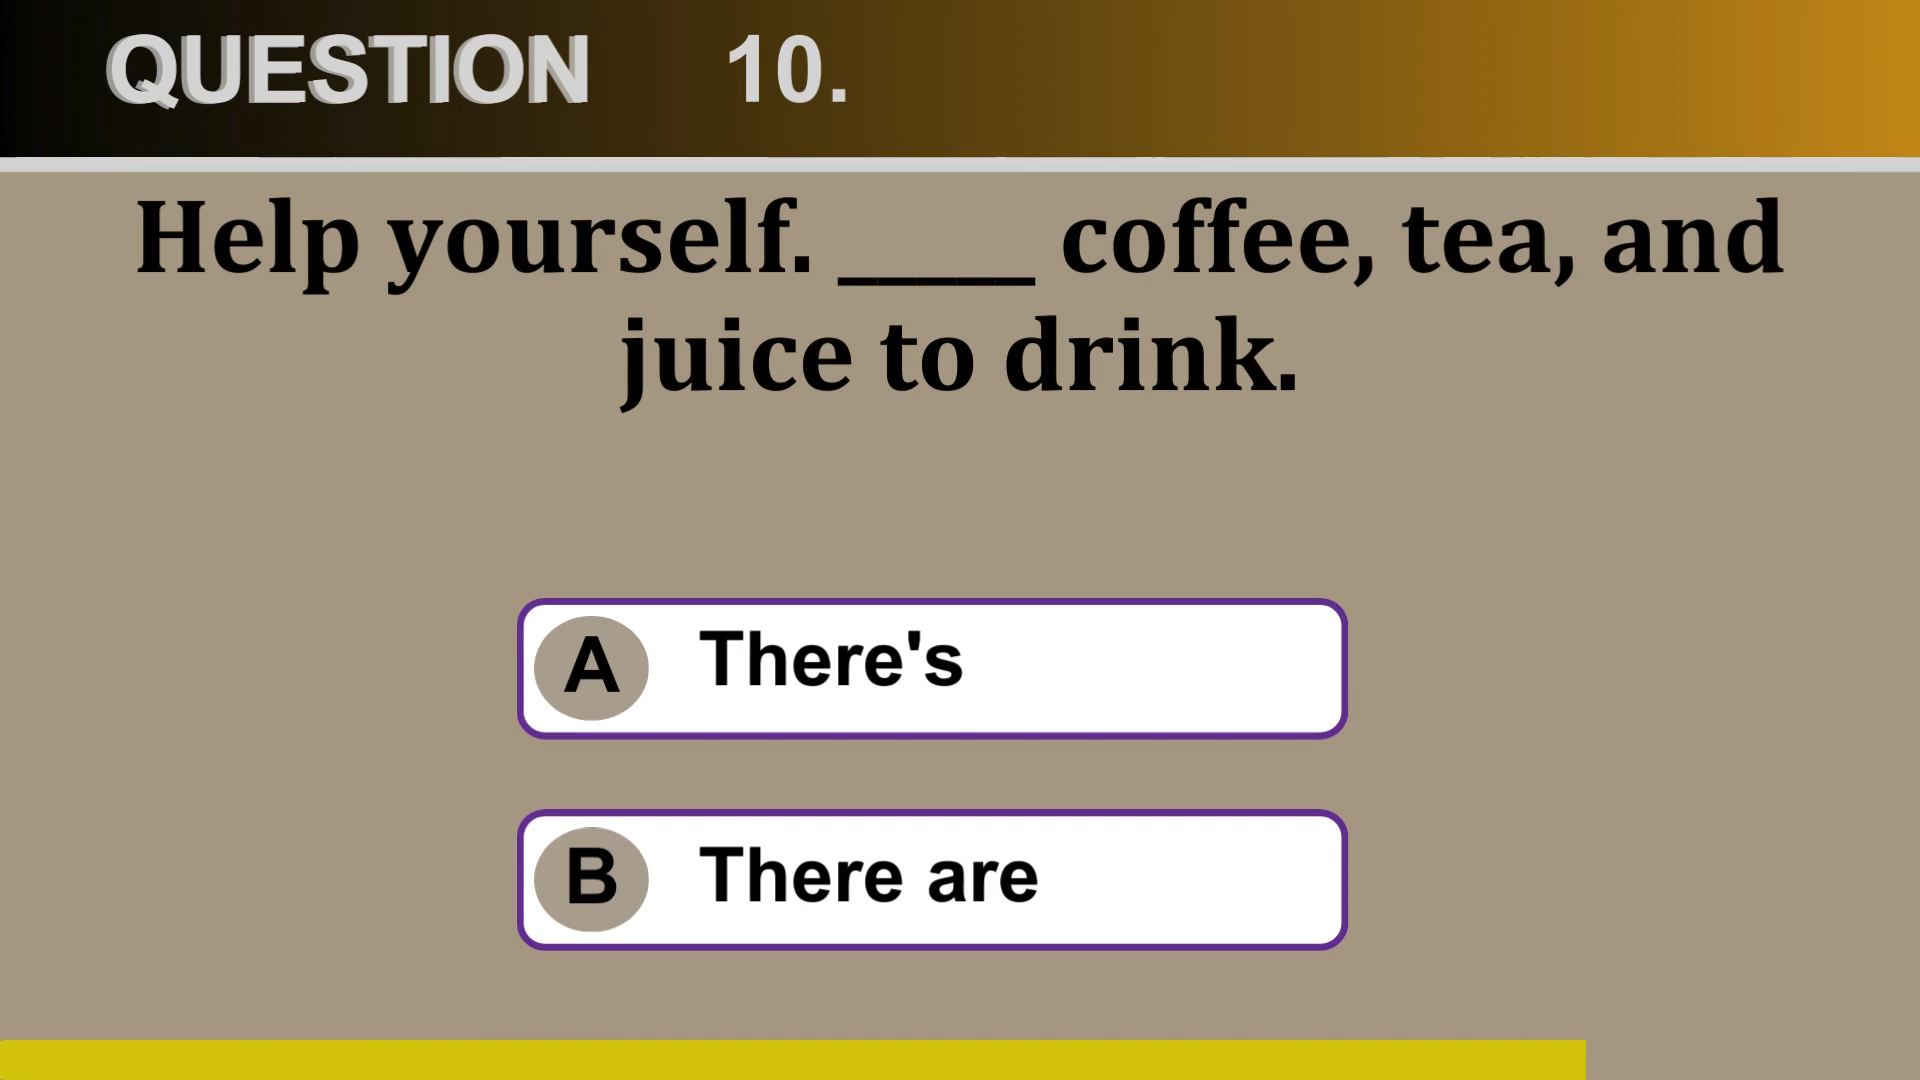 QUESTION 10.
Help yourself. _____ coffee, tea, and
juice to drink.
A There's
B There are